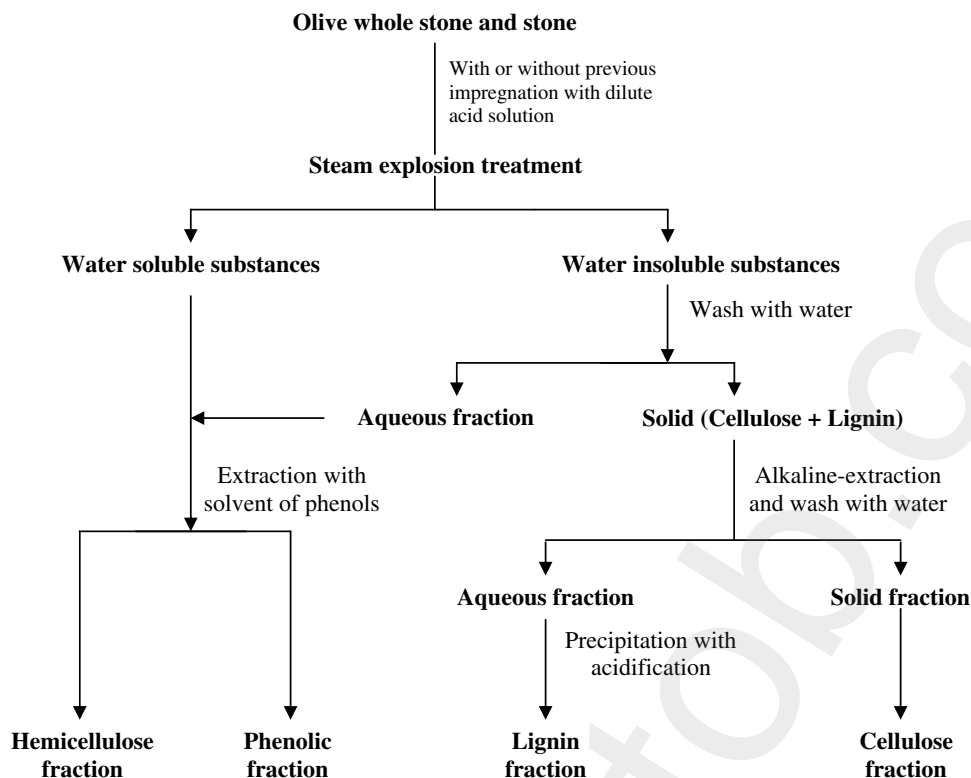 Olive whole stone and stone
With or without previous
impregnation with dilute
acid solution
Steam explosion treatment
Water soluble substances
Water insoluble substances
Wash with water
Aqueous fraction
Solid (Cellulose + Lignin)
Extraction with
solvent of phenols
Alkaline-extraction
and wash with water
Aqueous fraction
Solid fraction
Precipitation with
acidification
Hemicellulose
fraction
Phenolic
fraction
Lignin
fraction
Cellulose
fraction